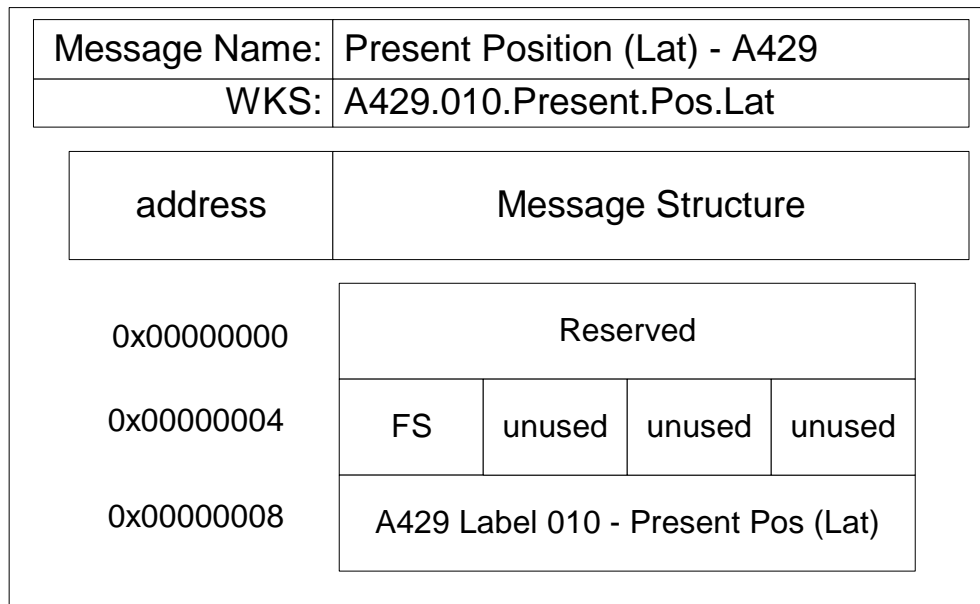 Message Name: Present Position (Lat) - A429
WKS: A429.010.Present.Pos.Lat
address Message Structure
0x00000000 Reserved
0x00000004 FS unused unused unused
0x00000008 A429 Label 010 - Present Pos (Lat)